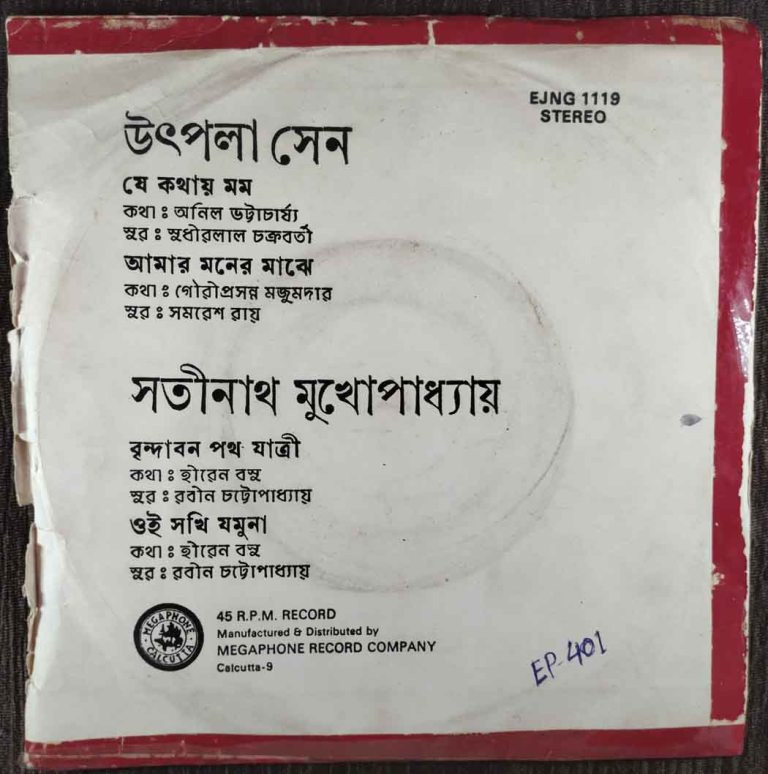 EJNG 1119
STEREO
উৎপলা সেন
যে কথায় মম
কথা ঃ অনিল ভট্টাচার্য্য
সুর ঃ সুধীরলাল চক্রবর্তী
আমার মনের মাঝে
কথা ঃ গৌরীপ্রসন্ন মজুমদার
সুর ঃ সমরেশ রায়
সতীনাথ মুখোপাধ্যায়
বৃন্দাবন পথ যাত্রী
কথা ঃ হীরেন বসু
সুর ঃ রবীন চট্টোপাধ্যায়
ওই সখি যমুনা
কথা ঃ হীরেন বসু
সুর ঃ রবীন চট্টোপাধ্যায়
MEGAPHONE
CALCUTTA
45 R.P.M. RECORD
Manufactured & Distributed by
MEGAPHONE RECORD COMPANY
Calcutta-9
EP-401